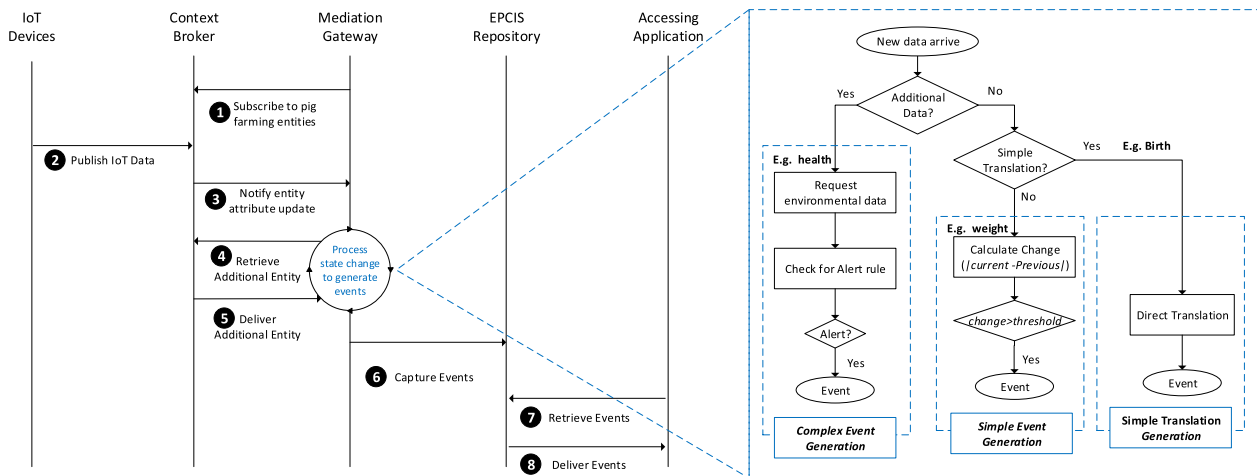 IoT
Devices
Context
Broker
Mediation
Gateway
EPCIS
Repository
Accessing
Application
1 Subscribe to pig
farming entities
2 Publish IoT Data
3 Notify entity
attribute update
4 Retrieve
Additional Entity
5 Deliver
Additional Entity
Process
state change
to generate
events
6 Capture Events
7 Retrieve Events
8 Deliver Events
New data arrive
Additional
Data?
Yes
No
Simple
Translation?
Yes
E.g. Birth
No
E.g. health
Request
environmental data
Check for Alert rule
Alert?
Yes
Event
Complex Event
Generation
E.g. weight
Calculate Change
(|current -Previous|)
change>threshold
Yes
Event
Simple Event
Generation
Direct Translation
Event
Simple Translation
Generation